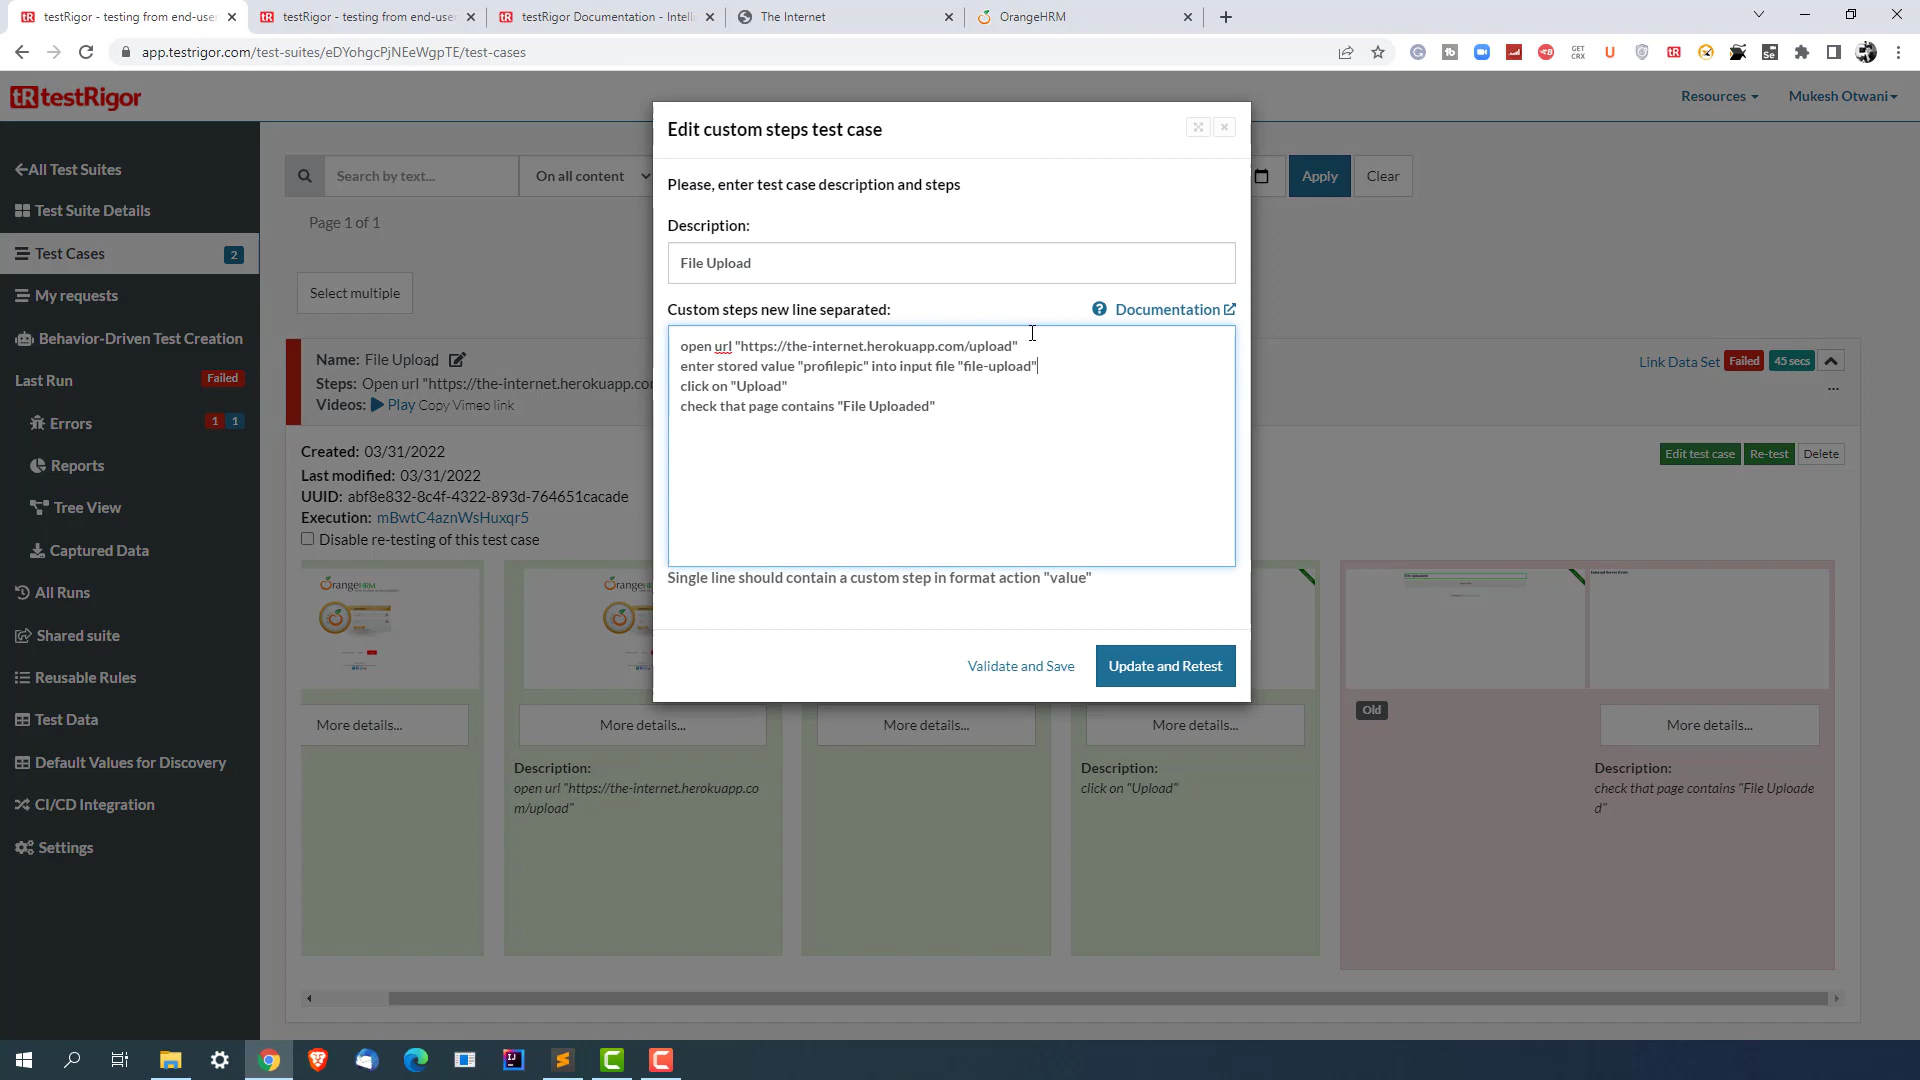 testRigor - testing from end-user
testRigor - testing from end-user
testRigor Documentation - Intelli
The Internet
OrangeHRM
app.testrigor.com/test-suites/eDYohgcPjNEeWgpTE/test-cases
GET
CRX
tR testRigor
Resources
Mukesh Otwani
All Test Suites
Test Suite Details
Test Cases
2
My requests
Behavior-Driven Test Creation
Last Run
Failed
Errors
1
1
Reports
Tree View
Captured Data
All Runs
Shared suite
Reusable Rules
Test Data
Default Values for Discovery
CI/CD Integration
Settings
Search by text...
On all content
Apply
Clear
Page 1 of 1
Select multiple
Name: File Upload
Steps: Open url "https://the-internet.herokuapp.co
Videos: Play Copy Vimeo link
Link Data Set
Failed
45 secs
...
Created: 03/31/2022
Last modified: 03/31/2022
UUID: abf8e832-8c4f-4322-893d-764651cacade
Execution: mBwtC4aznWsHuxqr5
Disable re-testing of this test case
Edit test case
Re-test
Delete
Edit custom steps test case
Please, enter test case description and steps
Description:
File Upload
Custom steps new line separated:
Documentation
open url "https://the-internet.herokuapp.com/upload"
enter stored value "profilepic" into input file "file-upload"
click on "Upload"
check that page contains "File Uploaded"
Single line should contain a custom step in format action "value"
Validate and Save
Update and Retest
OrangeHRM
OrangeHRM
Old
More details...
More details...
More details...
More details...
More details...
Description:
open url "https://the-internet.herokuapp.co
m/upload"
Description:
click on "Upload"
Description:
check that page contains "File Uploade
d"